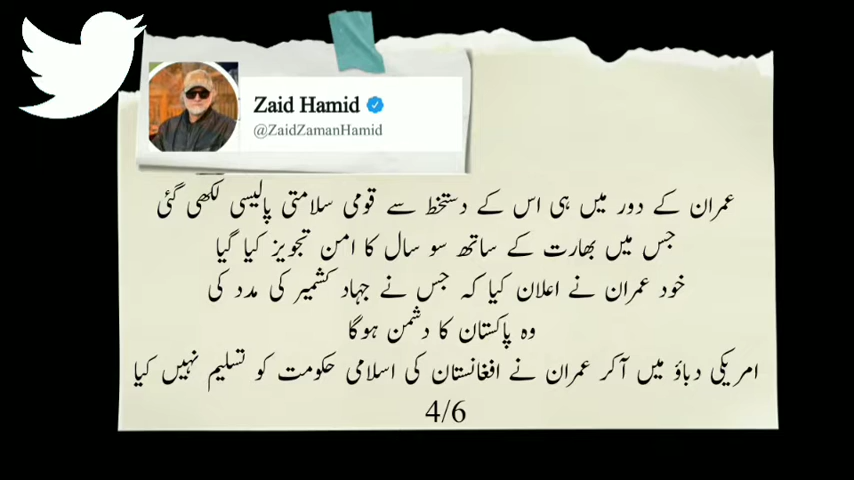 Zaid Hamid
@ZaidZamanHamid
عمران کے دور میں ہی اس کے دستخط سے قومی سلامتی پالیسی لکھی گئی
جس میں بھارت کے ساتھ سو سال کا امن تجویز کیا گیا
خود عمران نے اعلان کیا کہ جس نے جہاد کشمیر کی مدد کی
وہ پاکستان کا دشمن ہوگا
امریکی دباؤ میں آکر عمران نے افغانستان کی اسلامی حکومت کو تسلیم نہیں کیا
4/6